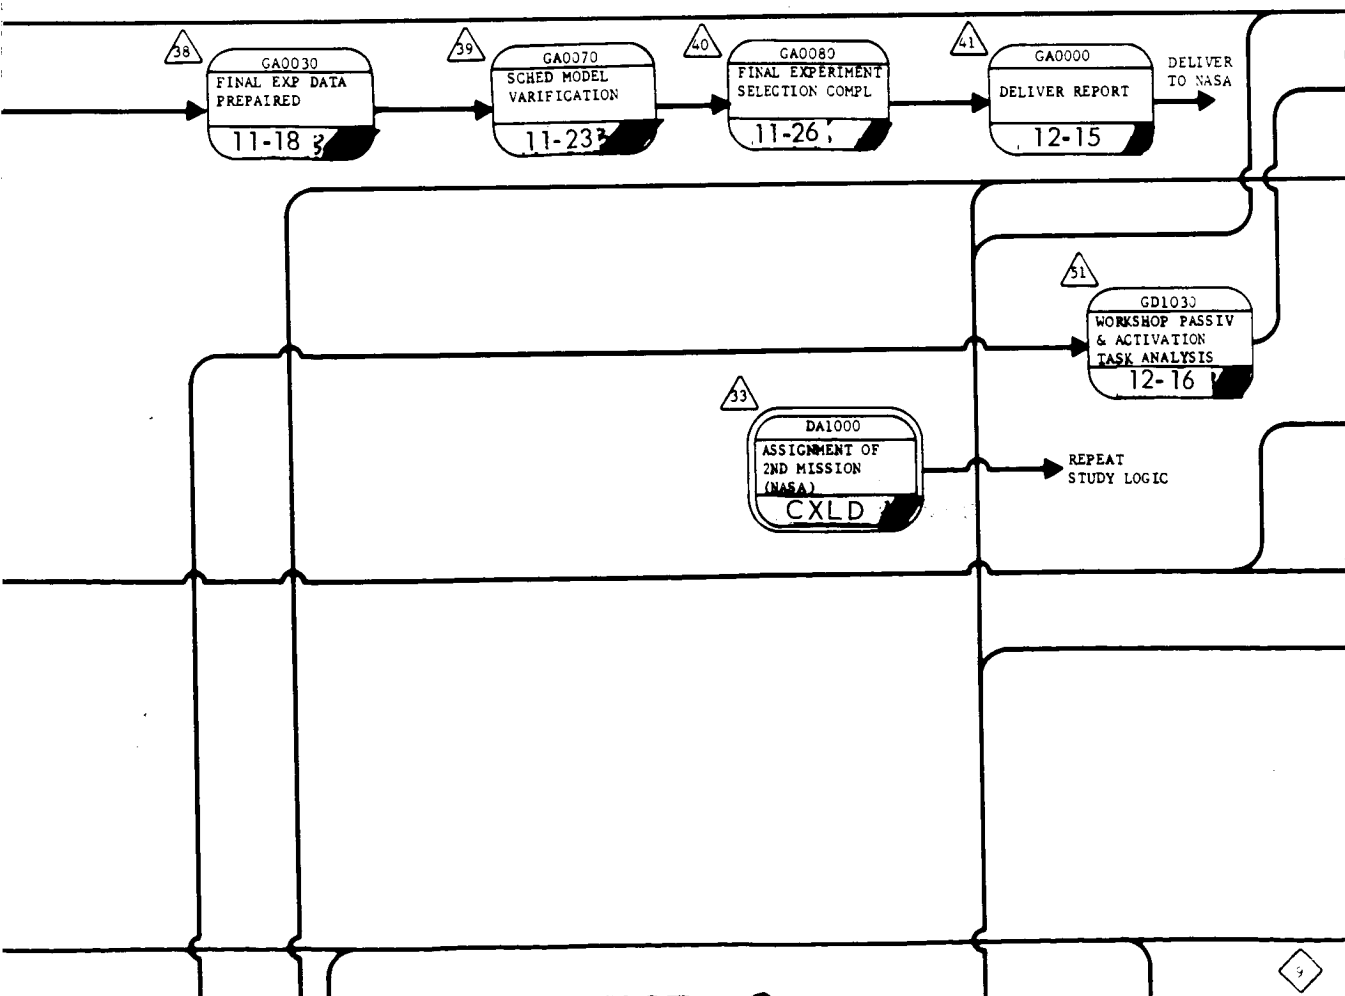 38
GA0030
FINAL EXP DATA
PREPAIRED
11-18
39
GA0070
SCHED MODEL
VARIFICATION
11-23
40
GA0080
FINAL EXPERIMENT
SELECTION COMPL
11-26
41
GA0000
DELIVER REPORT
12-15
DELIVER
TO NASA
51
GD1030
WORKSHOP PASSIV
& ACTIVATION
TASK ANALYSIS
12-16
33
DA1000
ASSIGNMENT OF
2ND MISSION
(NASA)
CXLD
REPEAT
STUDY LOGIC
9